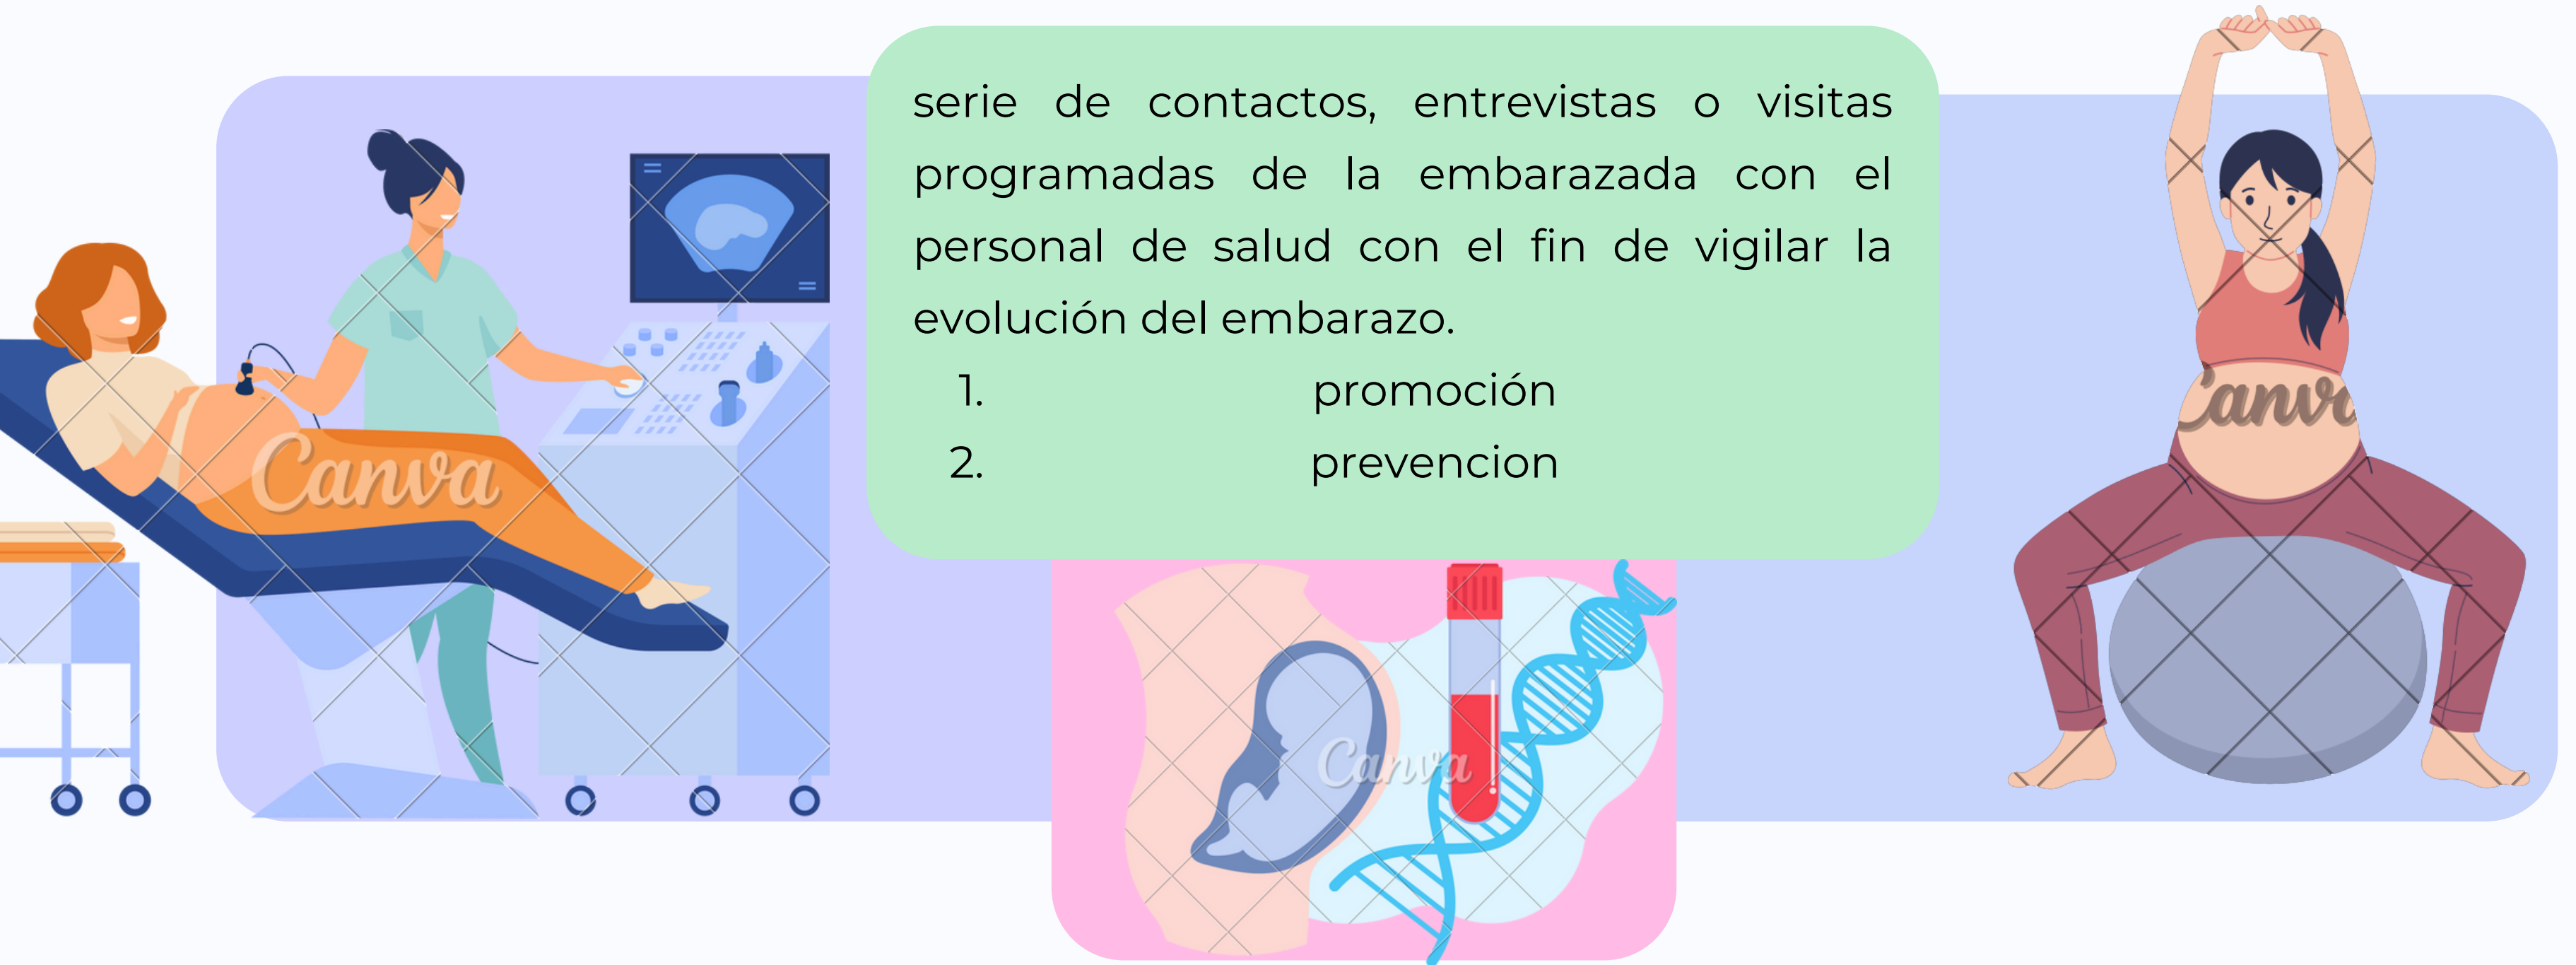 serie de contactos, entrevistas o visitas
programadas de la embarazada con el
personal de salud con el fin de vigilar la
evolución del embarazo.
1. promoción
2. prevencion
Canva
Canva
Canva